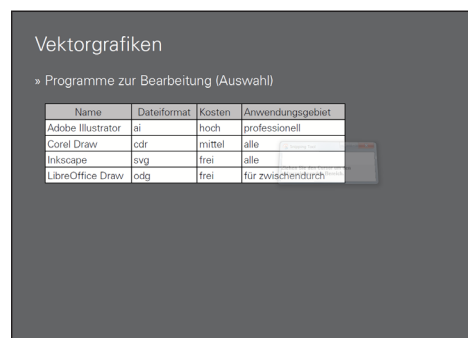 Vektorgrafiken
» Programme zur Bearbeitung (Auswahl)
Name Dateiformat Kosten Anwendungsgebiet
Adobe Illustrator ai hoch professionell
Corel Draw cdr mittel alle
Inkscape svg frei alle
LibreOffice Draw odg frei für zwischendurch